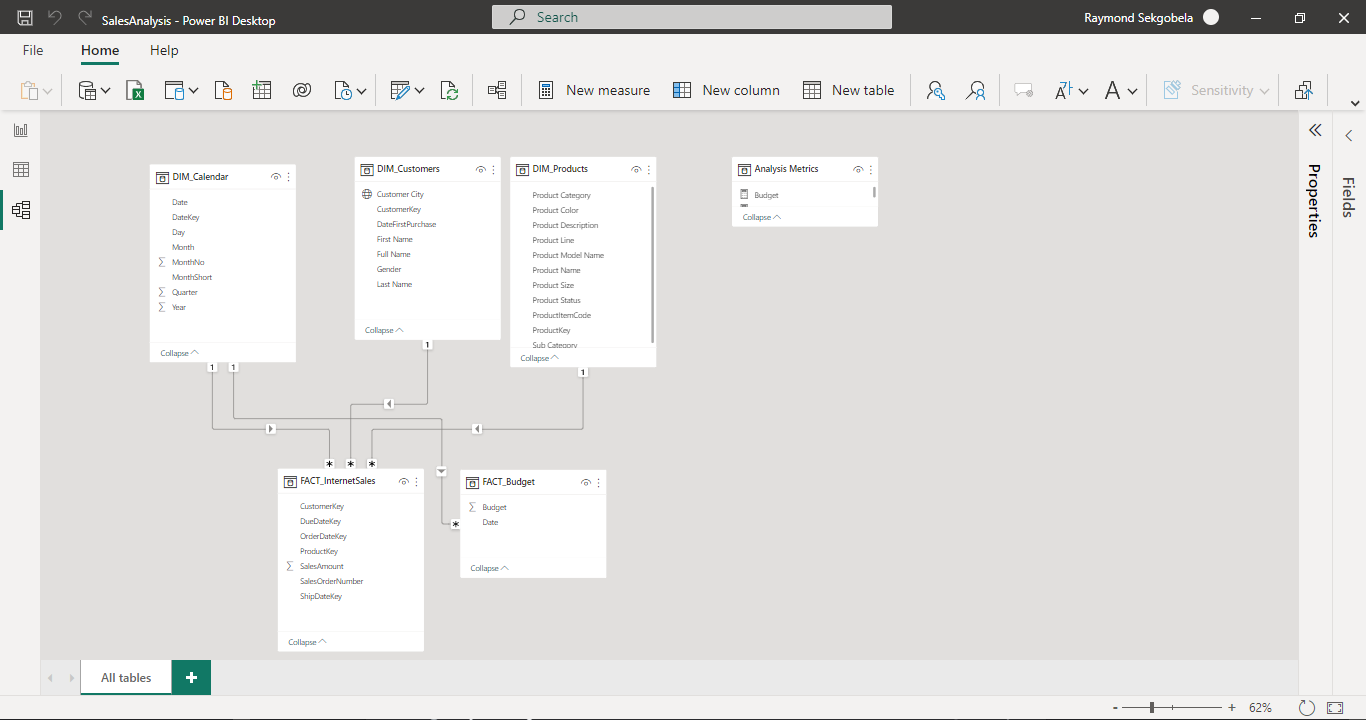 SalesAnalysis - Power BI Desktop
Search
Raymond Sekgobela
File
Home
Help
New measure
New column
New table
Sensitivity
DIM_Calendar
Date
DateKey
Day
Month
MonthNo
MonthShort
Quarter
Year
Collapse
DIM_Customers
Customer City
CustomerKey
DateFirstPurchase
First Name
Full Name
Gender
Last Name
Collapse
DIM_Products
Product Category
Product Color
Product Description
Product Line
Product Model Name
Product Name
Product Size
Product Status
ProductItemCode
ProductKey
Sub Category
Collapse
Analysis Metrics
Budget
Collapse
1
1
1
1
*
*
*
*
FACT_InternetSales
CustomerKey
DueDateKey
OrderDateKey
ProductKey
SalesAmount
SalesOrderNumber
ShipDateKey
Collapse
FACT_Budget
Budget
Date
Collapse
Properties
Fields
All tables
+
- + 62%